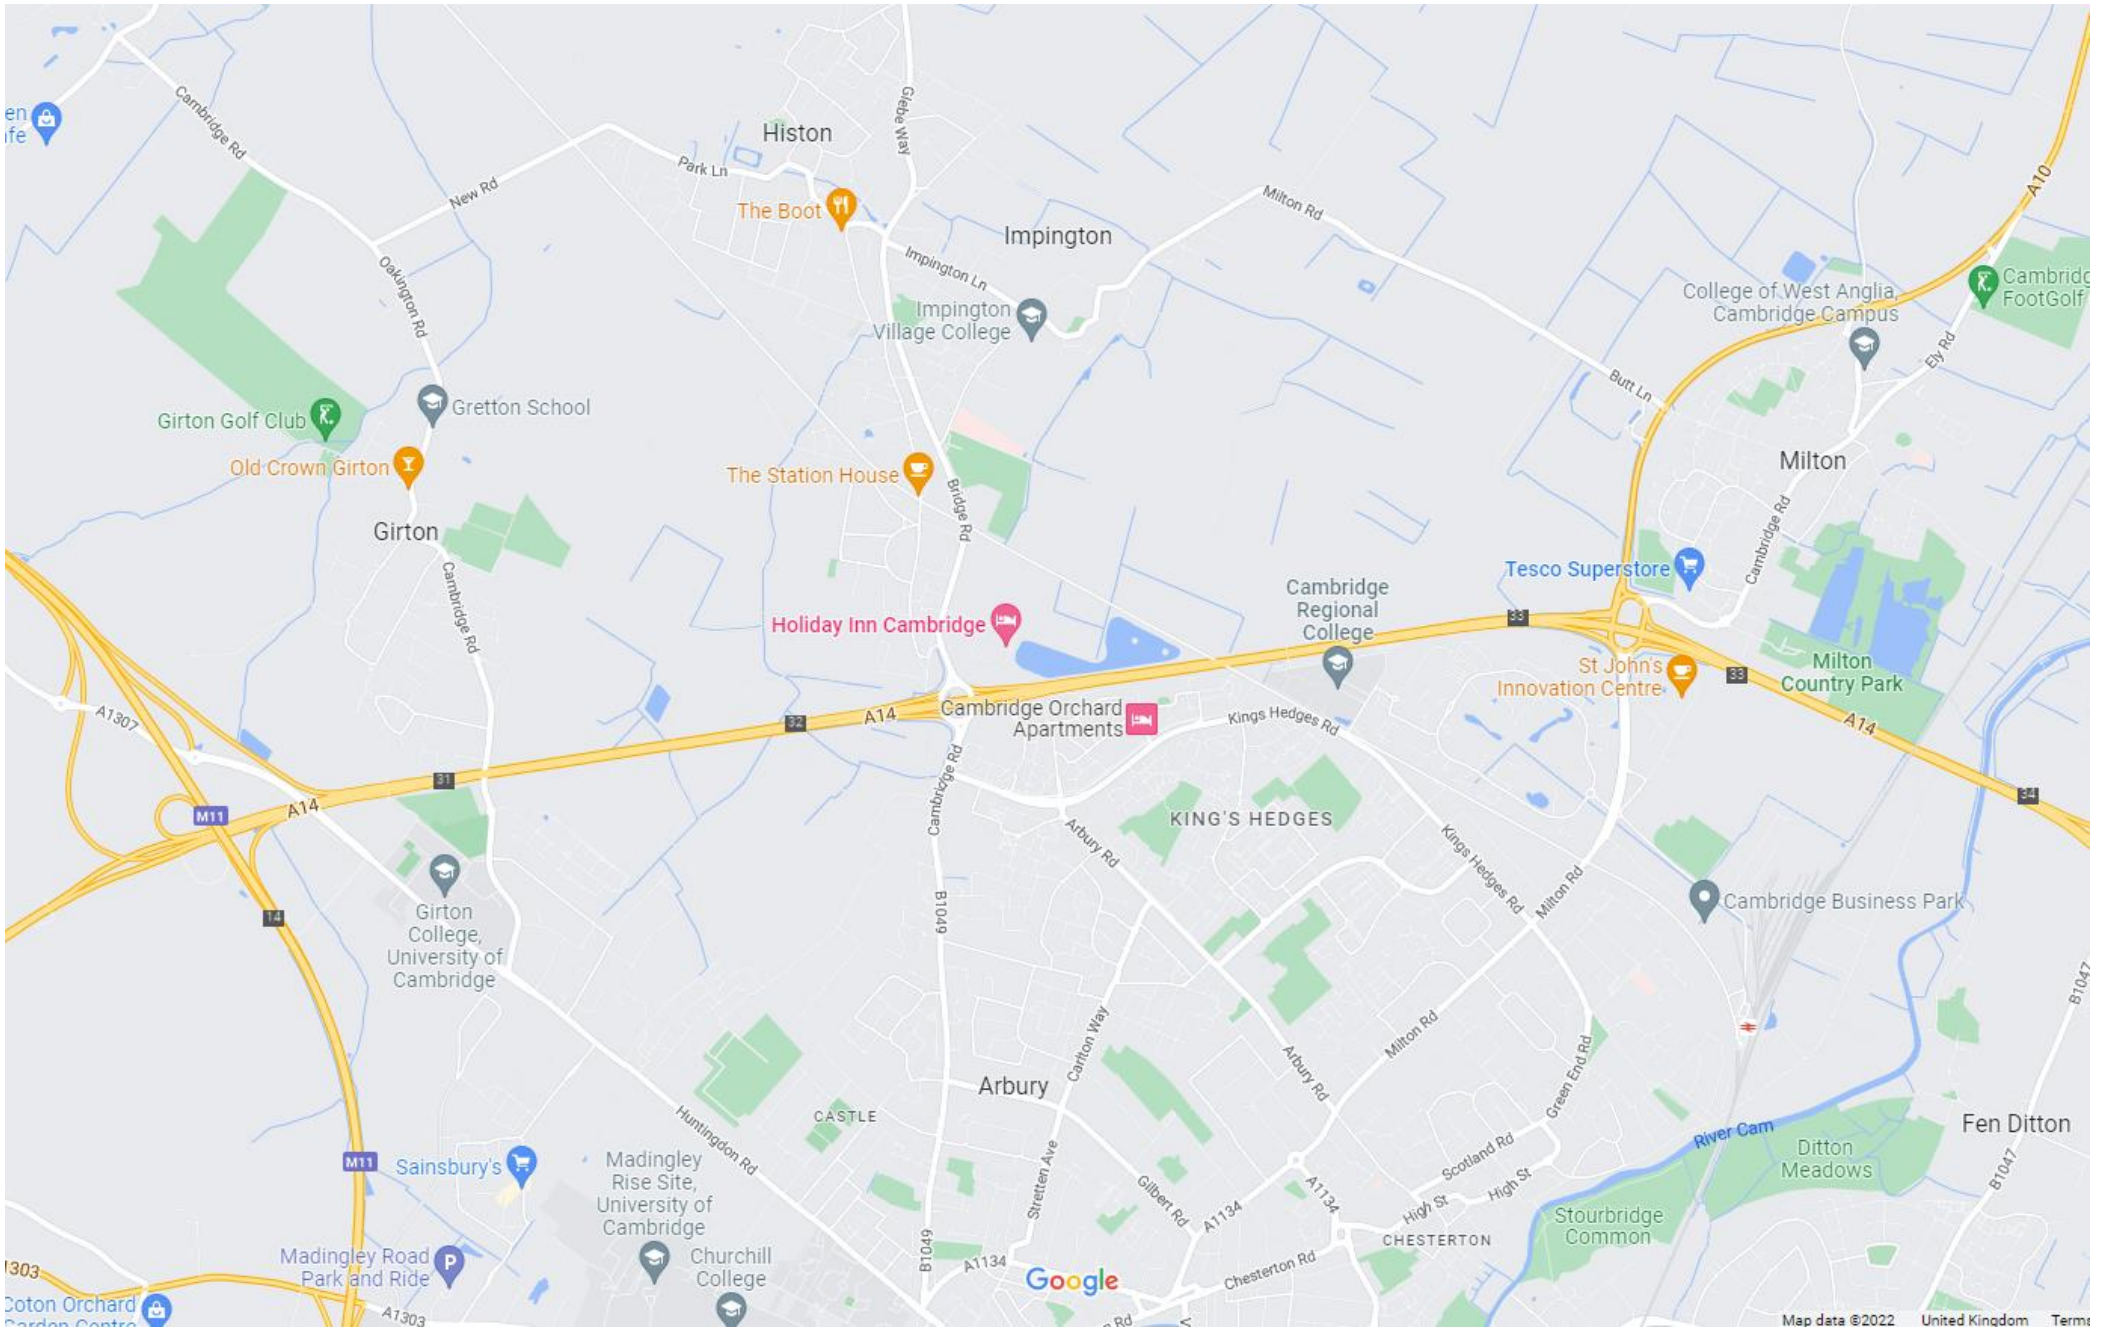 en
afe
Cambridge Rd
Glebe Way
Histon
Park Ln
New Rd
The Boot
Milton Rd
A10
Impington
Impington Ln
Oakington Rd
College of West Anglia,
Cambridge Campus
Cambridg
FootGolf
Impington
Village College
Ely Rd
Butt Ln
Gretton School
Girton Golf Club
Old Crown Girton
The Station House
Milton
Bridge Rd
Girton
Cambridge Rd
Tesco Superstore
Cambridge Rd
Cambridge
Regional
College
Holiday Inn Cambridge
33
St John's
Innovation Centre
33
Milton
Country Park
A1307
Cambridge Orchard
Apartments
A14
32
Kings Hedges Rd
A14
31
Cambridge Rd
34
M11
A14
KING'S HEDGES
Arbury Rd
Kings Hedges Rd
Milton Rd
Cambridge Business Park
B1049
14
Girton
College,
University of
Cambridge
B1047
Carlton Way
Milton Rd
Arbury Rd
Green End Rd
Arbury
CASTLE
Huntingdon Rd
Fen Ditton
River Cam
Ditton
Meadows
M11
Sainsbury's
Madingley
Rise Site,
University of
Cambridge
Scotland Rd
High St
High St
B1047
Stretten Ave
Gilbert Rd
A1134
A1134
Stourbridge
Common
CHESTERTON
B1049
Madingley Road
Park and Ride
Churchill
College
A1134
Google
Chesterton Rd
1303
Coton Orchard
Garden Centre
A1303
Rd
Map data ©2022 United Kingdom Terms